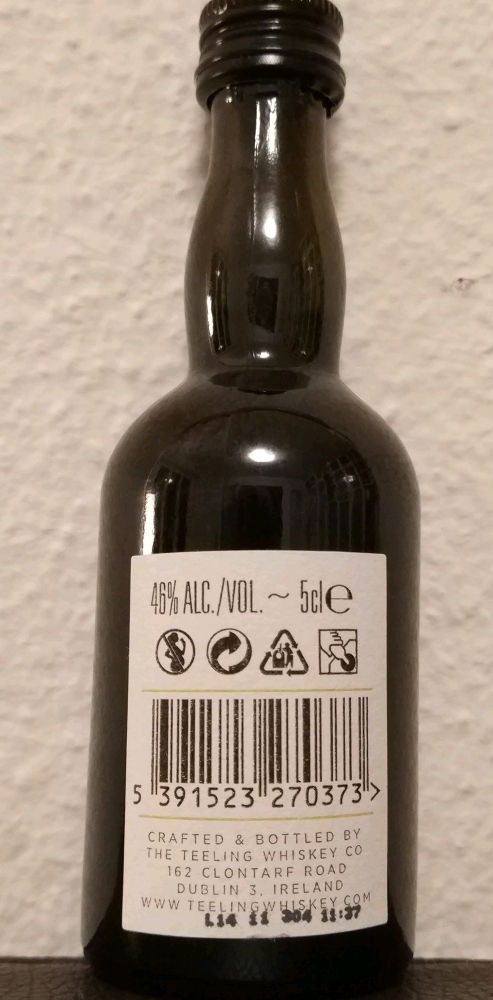 46% ALC./VOL. ~ 5cl e
5 391523 270373 >
CRAFTED & BOTTLED BY
THE TEELING WHISKEY CO
162 CLONTARF ROAD
DUBLIN 3, IRELAND
WWW.TEELINGWHISKEY.COM
L14 11 304 11:37